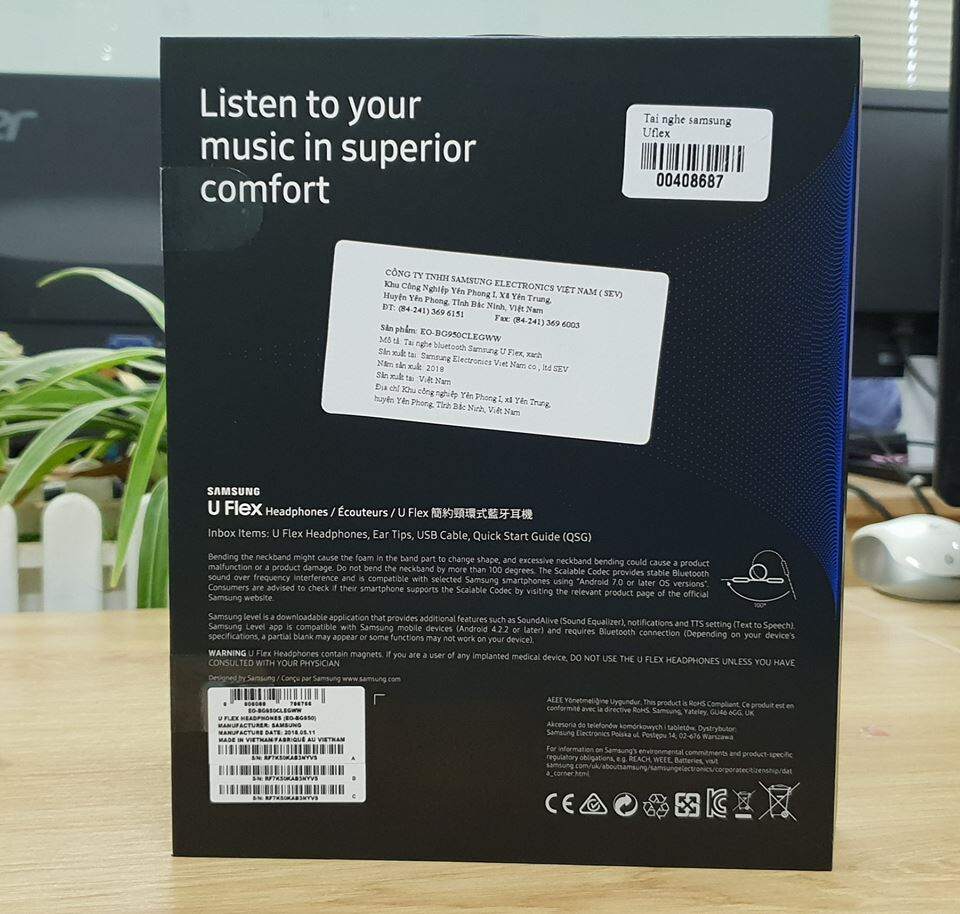 er
Listen to your
music in superior
comfort
Tai nghe samsung
Uflex
00408687
CÔNG TY TNHH SAMSUNG ELECTRONICS VIỆT NAM ( SEV)
Khu Công Nghiệp Yên Phong I, Xã Yên Trung,
Huyện Yên Phong, Tỉnh Bắc Ninh, Việt Nam
ĐT: (84-241) 369 6151 Fax: (84-241) 369 6003
Sản phẩm: EO-BG950CLEGWW
Mô tả: Tai nghe bluetooth Samsung U Flex, xanh
Sản xuất tại: Samsung Electronics Viet Nam co., ltd SEV
Năm sản xuất: 2018
Sản xuất tại: Việt Nam
Địa chỉ Khu công nghiệp Yên Phong I, xã Yên Trung,
huyện Yên Phong, Tỉnh Bắc Ninh, Việt Nam
SAMSUNG
U Flex Headphones / Écouteurs / U Flex 簡約頸環式藍牙耳機
Inbox Items: U Flex Headphones, Ear Tips, USB Cable, Quick Start Guide (QSG)
Bending the neckband might cause the foam in the band part to change shape, and excessive neckband bending could cause a product
malfunction or a product damage. Do not bend the neckband by more than 100 degrees. The Scalable Codec provides stable Bluetooth
sound over frequency interference and is compatible with selected Samsung smartphones using "Android 7.0 or later OS versions".
Consumers are advised to check if their smartphone supports the Scalable Codec by visiting the relevant product page of the official
Samsung website.
100°
Samsung level is a downloadable application that provides additional features such as SoundAlive (Sound Equalizer), notifications and TTS setting (Text to Speech).
Samsung Level app is compatible with Samsung mobile devices (Android 4.2.2 or later) and requires Bluetooth connection (Depending on your device's
specifications, a partial blank may appear or some functions may not work on your device).
WARNING U Flex Headphones contain magnets. If you are a user of any implanted medical device, DO NOT USE THE U FLEX HEADPHONES UNLESS YOU HAVE
CONSULTED WITH YOUR PHYSICIAN
Designed by Samsung / Conçu par Samsung www.samsung.com
EO-BG950CLEGWW
U FLEX HEADPHONES (EO-BG950)
MANUFACTURER: SAMSUNG
MANUFACTURE DATE: 2018.05.11
MADE IN VIETNAM/FABRIQUÉ AU VIETNAM
S/N: RF7K50KAB3NYVS A
S/N: RF7K50KAB3NYVS B
S/N: RF7K50KAB3NYVS C
AEEE Yönetmeliğine Uygundur. This product is RoHS Compliant. Ce produit est en
conformité avec la directive RoHS. Samsung, Yateley, GU46 6GG, UK
Akcesoria do telefonów komórkowych i tabletów. Dystrybutor:
Samsung Electronics Polska ul. Postępu 14, 02-676 Warszawa
For information on Samsung's environmental commitments and product-specific
regulatory obligations, e.g. REACH, WEEE, Batteries, visit
samsung.com/uk/aboutsamsung/samsungelectronics/corporatecitizenship/dat
a_corner.html
CE